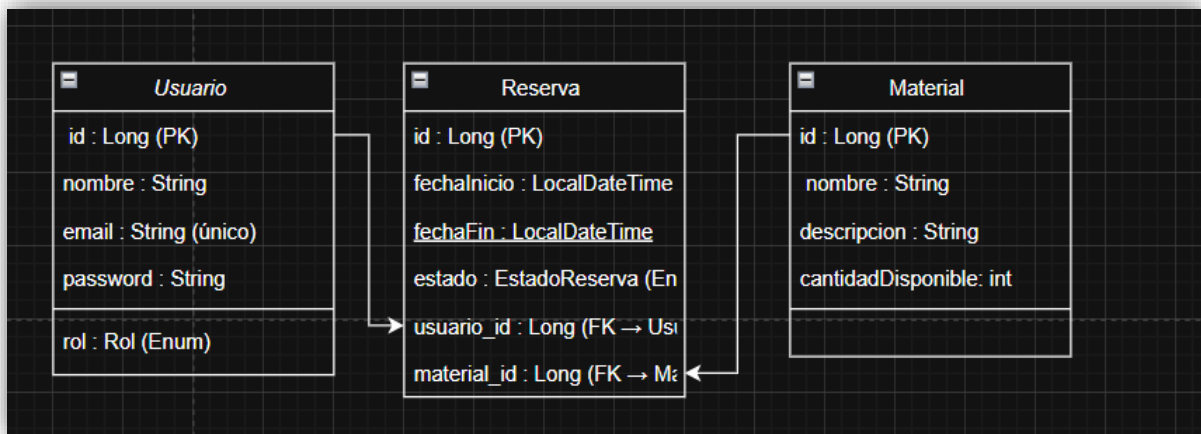 Usuario
id : Long (PK)
nombre : String
email : String (único)
password : String
rol : Rol (Enum)
Reserva
id : Long (PK)
fechaInicio : LocalDateTime
fechaFin : LocalDateTime
estado : EstadoReserva (En
usuario_id : Long (FK → Usu
material_id : Long (FK → Ma
Material
id : Long (PK)
nombre : String
descripcion : String
cantidadDisponible: int